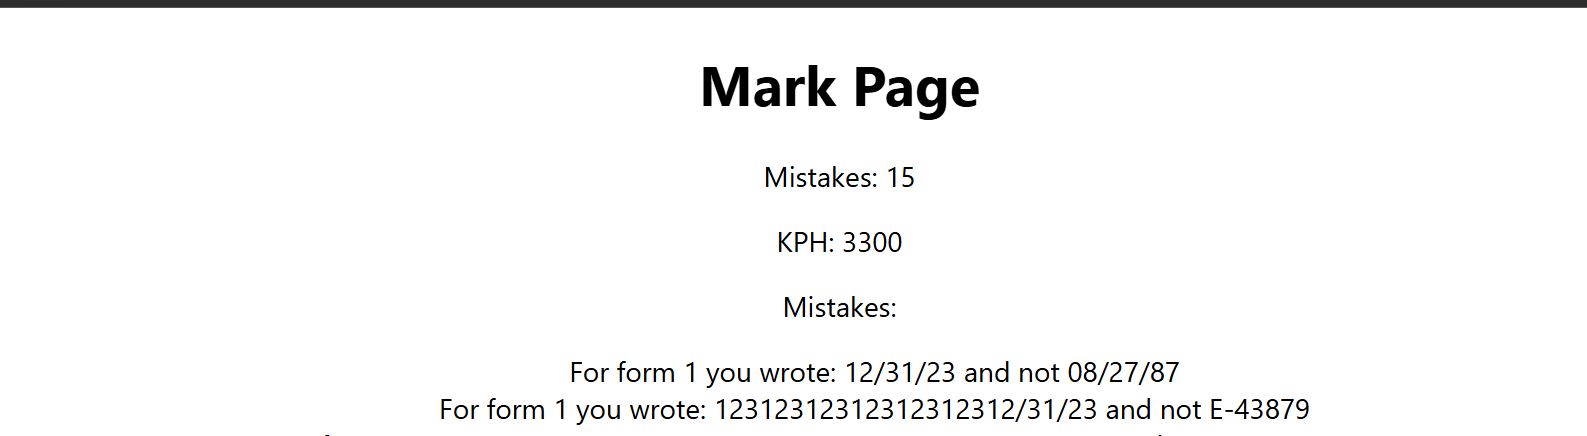 Mark Page
Mistakes: 15
KPH: 3300
Mistakes:
For form 1 you wrote: 12/31/23 and not 08/27/87
For form 1 you wrote: 12312312312312312312/31/23 and not E-43879